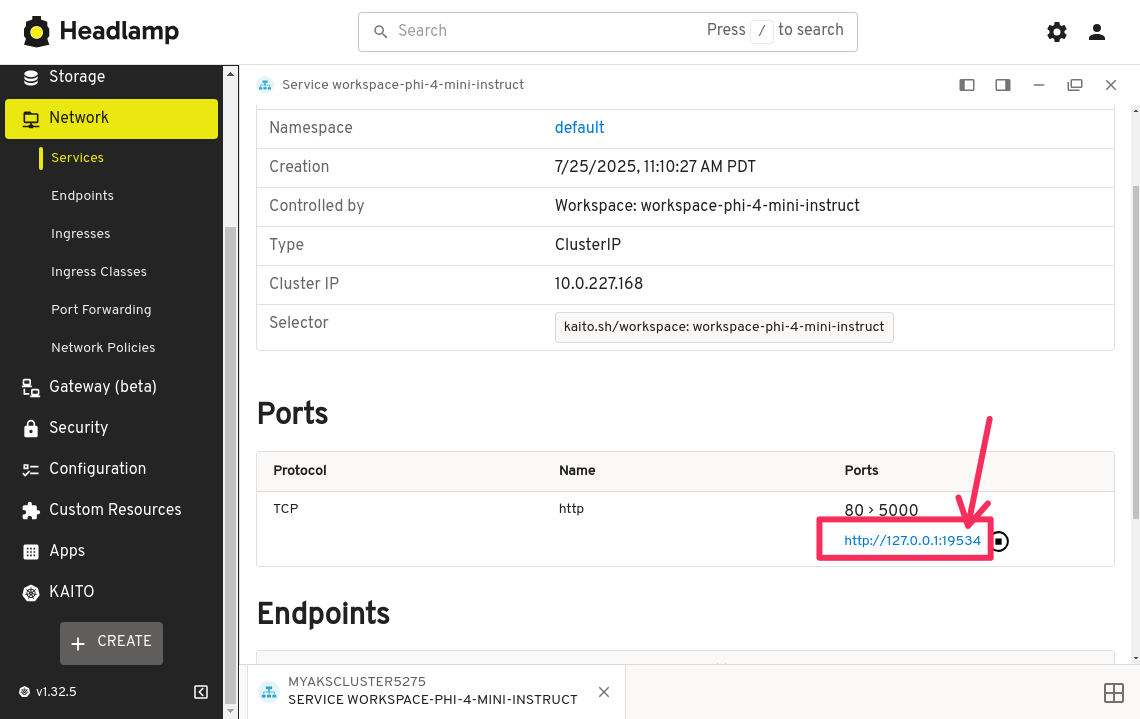 Headlamp
Search
Press / to search
Storage
Network
Services
Endpoints
Ingresses
Ingress Classes
Port Forwarding
Network Policies
Gateway (beta)
Security
Configuration
Custom Resources
Apps
KAITO
+ CREATE
v1.32.5
Service workspace-phi-4-mini-instruct
Namespace default
Creation 7/25/2025, 11:10:27 AM PDT
Controlled by Workspace: workspace-phi-4-mini-instruct
Type ClusterIP
Cluster IP 10.0.227.168
Selector kaito.sh/workspace: workspace-phi-4-mini-instruct
Ports
Protocol Name Ports
TCP http 80 › 5000
http://127.0.0.1:19534
Endpoints
MYAKSCLUSTER5275
SERVICE WORKSPACE-PHI-4-MINI-INSTRUCT